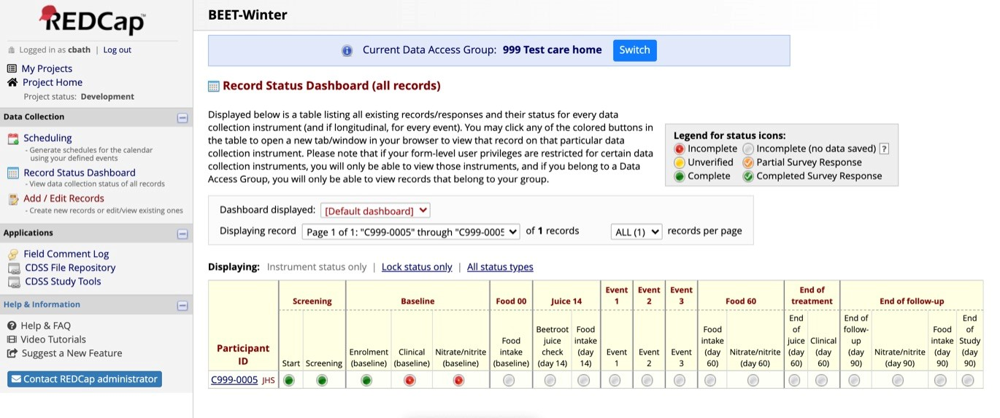 REDCap™
BEET-Winter
Logged in as cbath | Log out
My Projects
Project Home
Project status: Development
Data Collection
Scheduling
- Generate schedules for the calendar
using your defined events
Record Status Dashboard
- View data collection status of all records
Add / Edit Records
- Create new records or edit/view existing ones
Applications
Field Comment Log
CDSS File Repository
CDSS Study Tools
Help & Information
Help & FAQ
Video Tutorials
Suggest a New Feature
Contact REDCap administrator
Current Data Access Group: 999 Test care home Switch
Record Status Dashboard (all records)
Displayed below is a table listing all existing records/responses and their status for every data
collection instrument (and if longitudinal, for every event). You may click any of the colored buttons in
the table to open a new tab/window in your browser to view that record on that particular data
collection instrument. Please note that if your form-level user privileges are restricted for certain data
collection instruments, you will only be able to view those instruments, and if you belong to a Data
Access Group, you will only be able to view records that belong to your group.
Legend for status icons:
Incomplete Incomplete (no data saved) ?
Unverified Partial Survey Response
Complete Completed Survey Response
Dashboard displayed: [Default dashboard]
Displaying record Page 1 of 1: "C999-0005" through "C999-0005 of 1 records ALL (1) records per page
Displaying: Instrument status only | Lock status only | All status types
Screening Baseline Food 00 Juice 14 Event 1 Event 2 Event 3 Food 60 End of treatment End of follow-up
Participant ID Start Screening Enrolment (baseline) Clinical (baseline) Nitrate/nitrite (baseline) Food intake (baseline) Beetroot juice check (day 14) Food intake (day 14) Event 1 Event 2 Event 3 Food intake (day 60) Nitrate/nitrite (day 60) End of juice (day 60) Clinical (day 60) End of follow-up (day 90) Nitrate/nitrite (day 90) Food intake (day 90) End of Study (day 90)
C999-0005 JHS